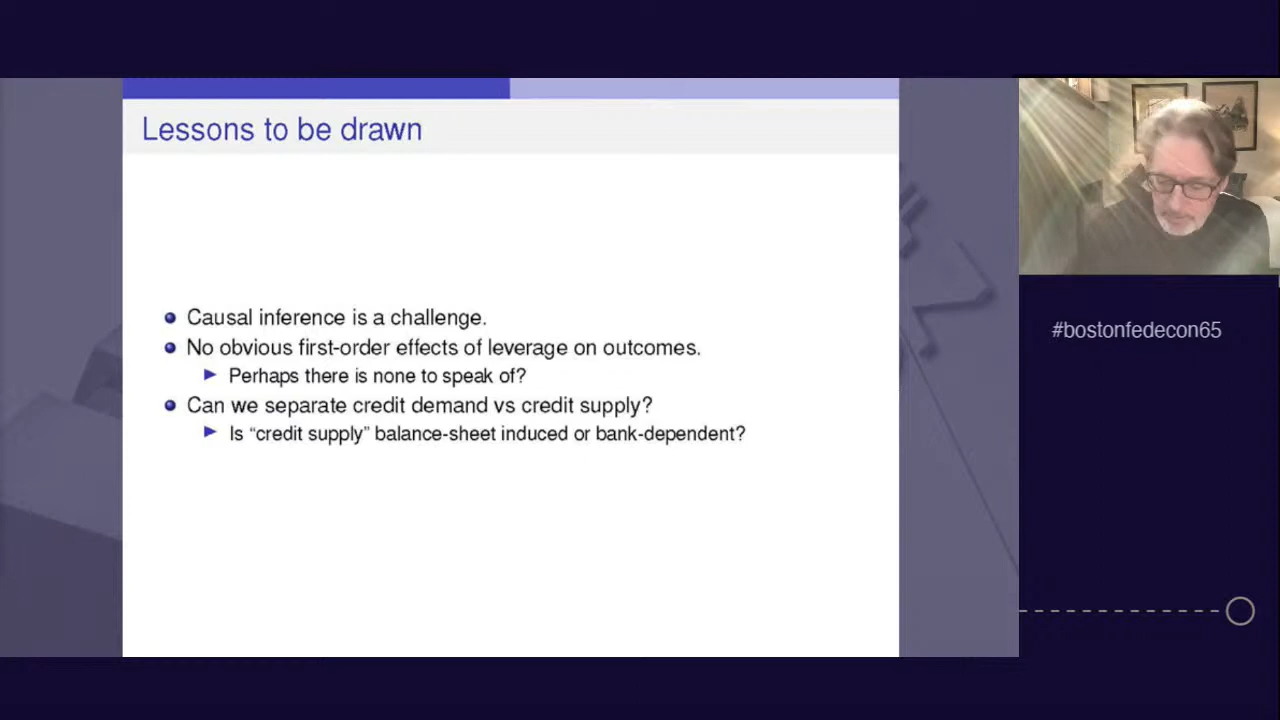 Lessons to be drawn
Causal inference is a challenge.
No obvious first-order effects of leverage on outcomes.
Perhaps there is none to speak of?
Can we separate credit demand vs credit supply?
Is “credit supply” balance-sheet induced or bank-dependent?
#bostonfedecon65